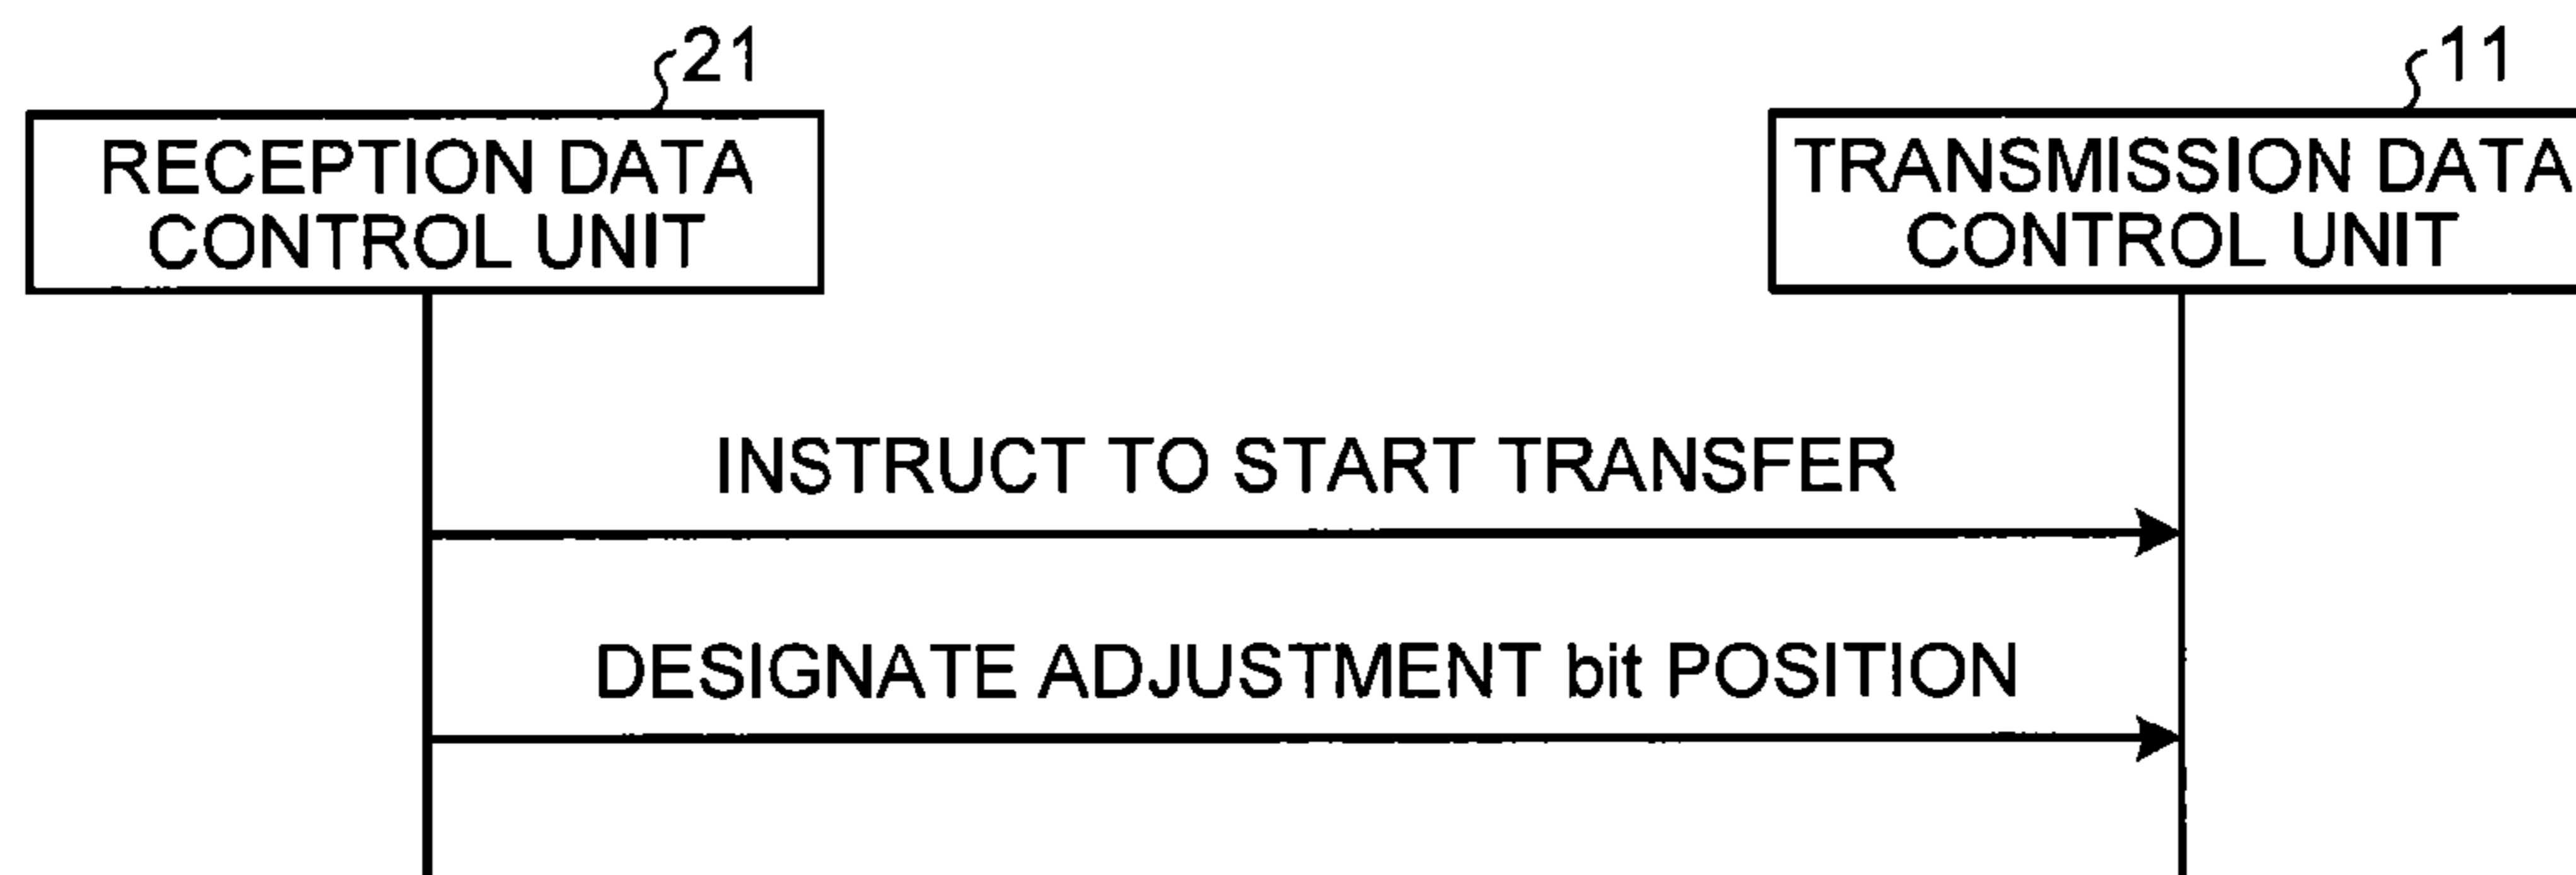 21
RECEPTION DATA
CONTROL UNIT
11
TRANSMISSION DATA
CONTROL UNIT
INSTRUCT TO START TRANSFER
DESIGNATE ADJUSTMENT bit POSITION